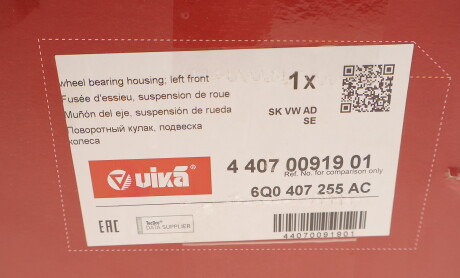 wheel bearing housing; left front
Fusée d'essieu, suspension de roue
Muñón del eje, suspensión de rueda
Поворотный кулак, подвеска
колеса
1x
SK VW AD
SE
vika
4 407 00919 01
Ref. No. for comparison only
6Q0 407 255 AC
EAC
TecDoc
DATA SUPPLIER
44070091901